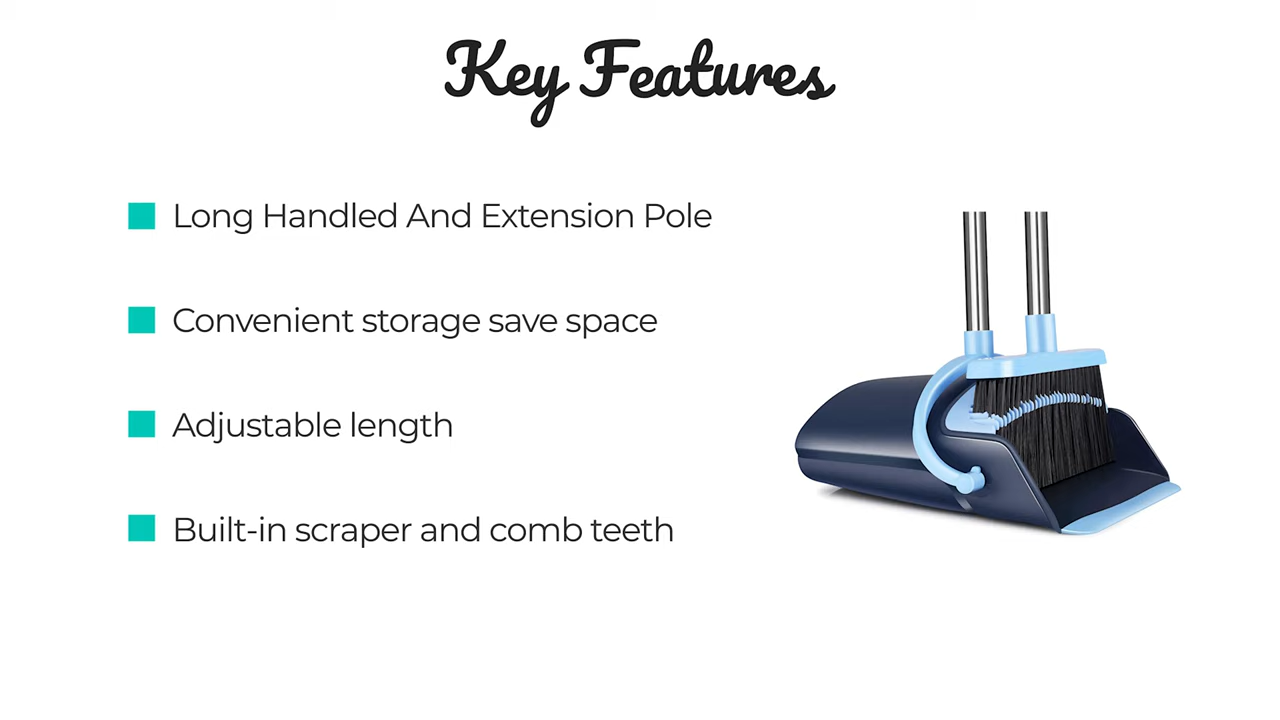 Key Features
Long Handled And Extension Pole
Convenient storage save space
Adjustable length
Built-in scraper and comb teeth